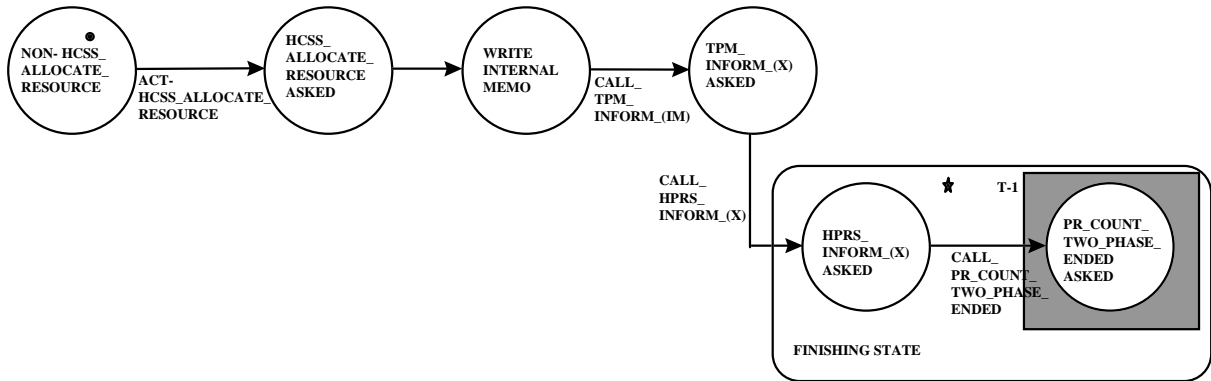 NON- HCSS_
ALLOCATE_
RESOURCE
ACT-
HCSS_ALLOCATE_
RESOURCE
HCSS_
ALLOCATE_
RESOURCE
ASKED
WRITE
INTERNAL
MEMO
CALL_
TPM_
INFORM_(IM)
TPM_
INFORM_(X)
ASKED
CALL_
HPRS_
INFORM_(X)
T-1
HPRS_
INFORM_(X)
ASKED
CALL_
PR_COUNT_
TWO_PHASE_
ENDED
PR_COUNT_
TWO_PHASE_
ENDED
ASKED
FINISHING STATE